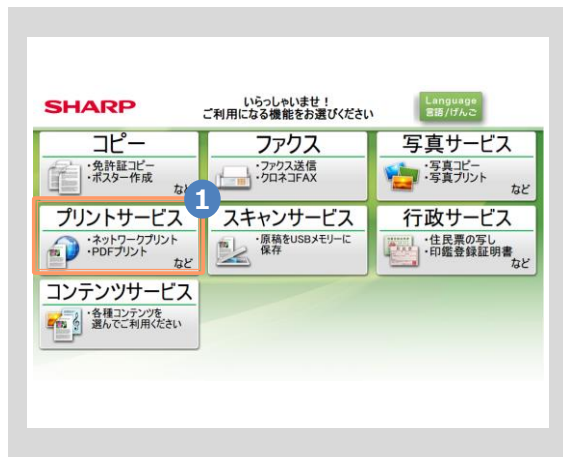 SHARP
いらっしゃいませ！
ご利用になる機能をお選びください
Language
言語/げんご
コピー
・免許証コピー
・ポスター作成
など
ファクス
・ファクス送信
・クロネコFAX
写真サービス
・写真コピー
・写真プリント
など
1
プリントサービス
・ネットワークプリント
・PDFプリント
など
スキャンサービス
・原稿をUSBメモリーに
保存
行政サービス
・住民票の写し
・印鑑登録証明書
など
コンテンツサービス
・各種コンテンツを
選んでご利用ください